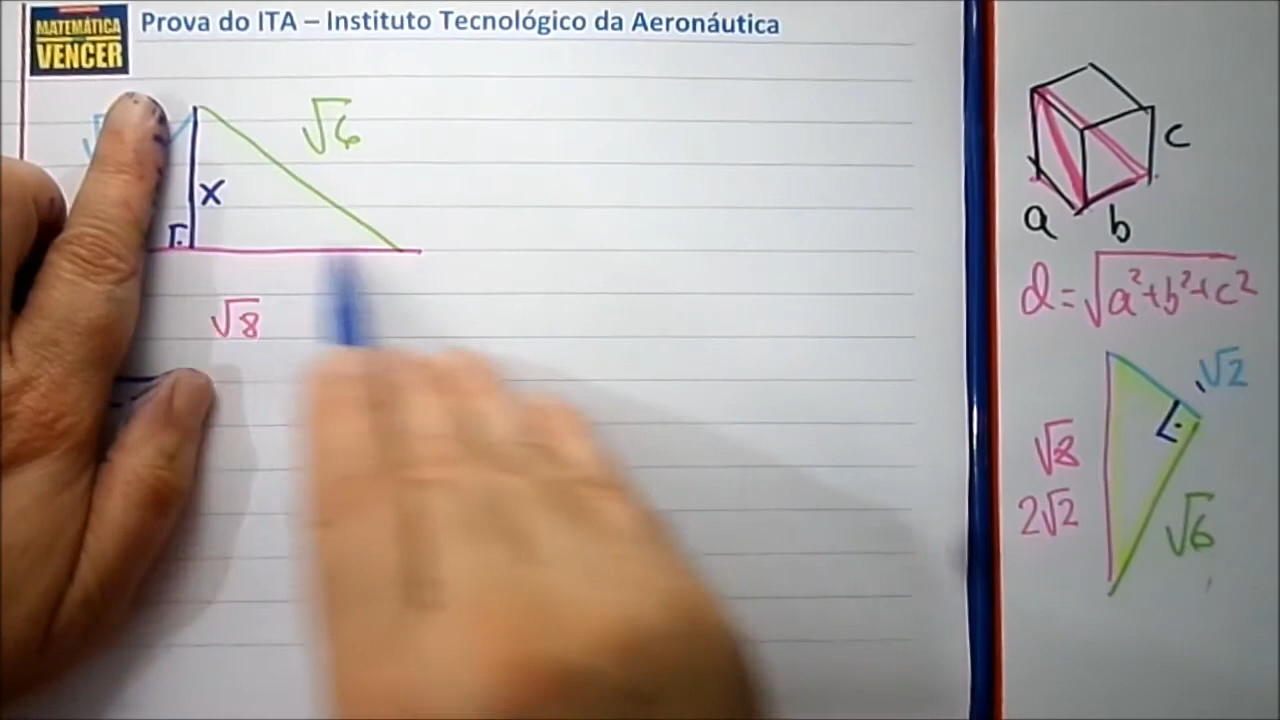 MATEMÁTICA
VENCER
Prova do ITA – Instituto Tecnológico da Aeronáutica
√6
x
√8
c
a
b
d=√a²+b²+c²
√2
√8
2√2
√6